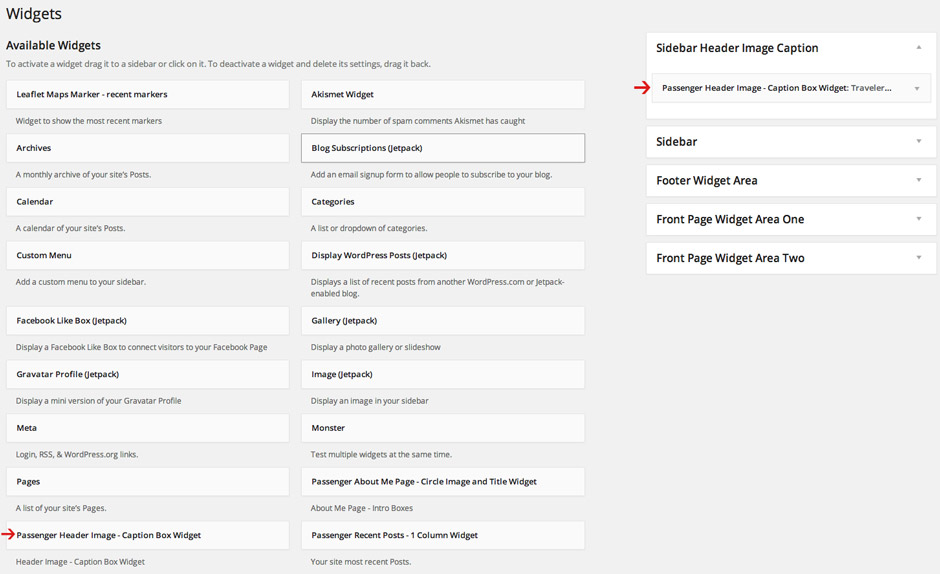 Widgets
Available Widgets
To activate a widget drag it to a sidebar or click on it. To deactivate a widget and delete its settings, drag it back.
Leaflet Maps Marker - recent markers
Widget to show the most recent markers
Akismet Widget
Display the number of spam comments Akismet has caught
Archives
A monthly archive of your site's Posts.
Blog Subscriptions (Jetpack)
Add an email signup form to allow people to subscribe to your blog.
Calendar
A calendar of your site's Posts.
Categories
A list or dropdown of categories.
Custom Menu
Add a custom menu to your sidebar.
Display WordPress Posts (Jetpack)
Displays a list of recent posts from another WordPress.com or Jetpack-
enabled blog.
Facebook Like Box (Jetpack)
Display a Facebook Like Box to connect visitors to your Facebook Page
Gallery (Jetpack)
Display a photo gallery or slideshow
Gravatar Profile (Jetpack)
Display a mini version of your Gravatar Profile
Image (Jetpack)
Display an image in your sidebar
Meta
Login, RSS, & WordPress.org links.
Monster
Test multiple widgets at the same time.
Pages
A list of your site's Pages.
Passenger About Me Page - Circle Image and Title Widget
About Me Page - Intro Boxes
Passenger Header Image - Caption Box Widget
Header Image - Caption Box Widget
Passenger Recent Posts - 1 Column Widget
Your site most recent Posts.
Sidebar Header Image Caption
Passenger Header Image - Caption Box Widget: Traveler...
Sidebar
Footer Widget Area
Front Page Widget Area One
Front Page Widget Area Two